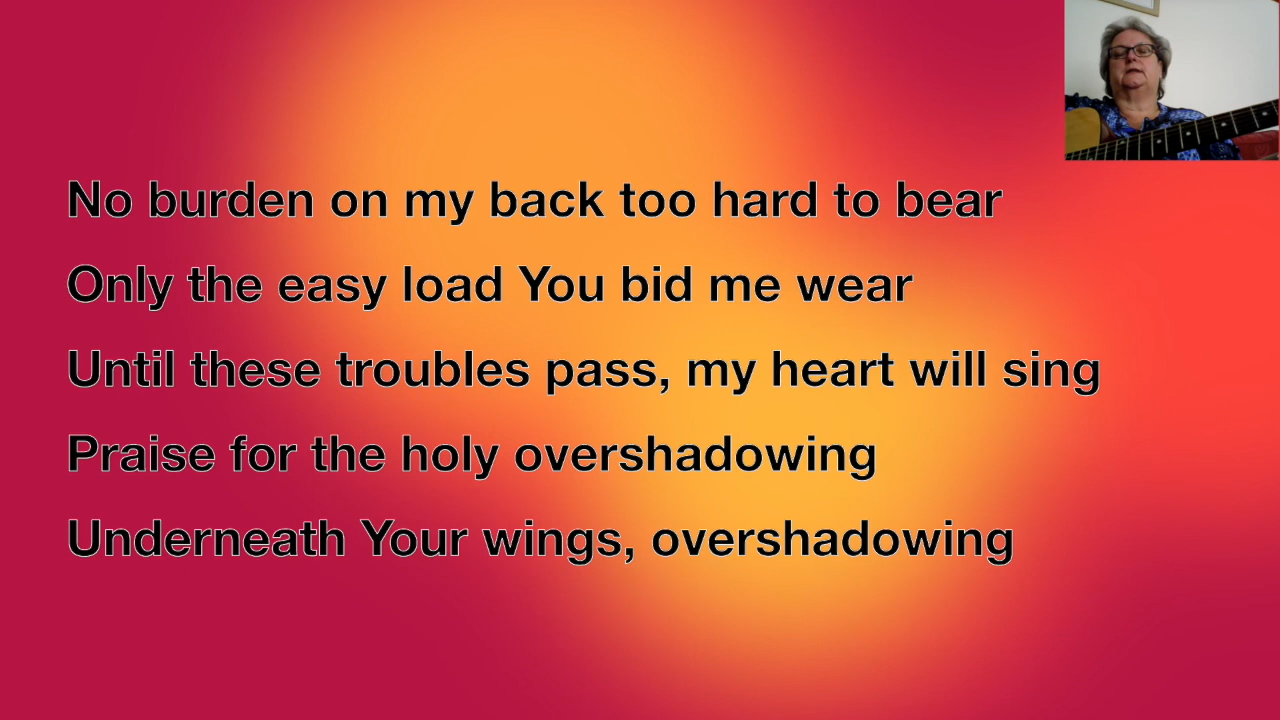 No burden on my back too hard to bear
Only the easy load You bid me wear
Until these troubles pass, my heart will sing
Praise for the holy overshadowing
Underneath Your wings, overshadowing